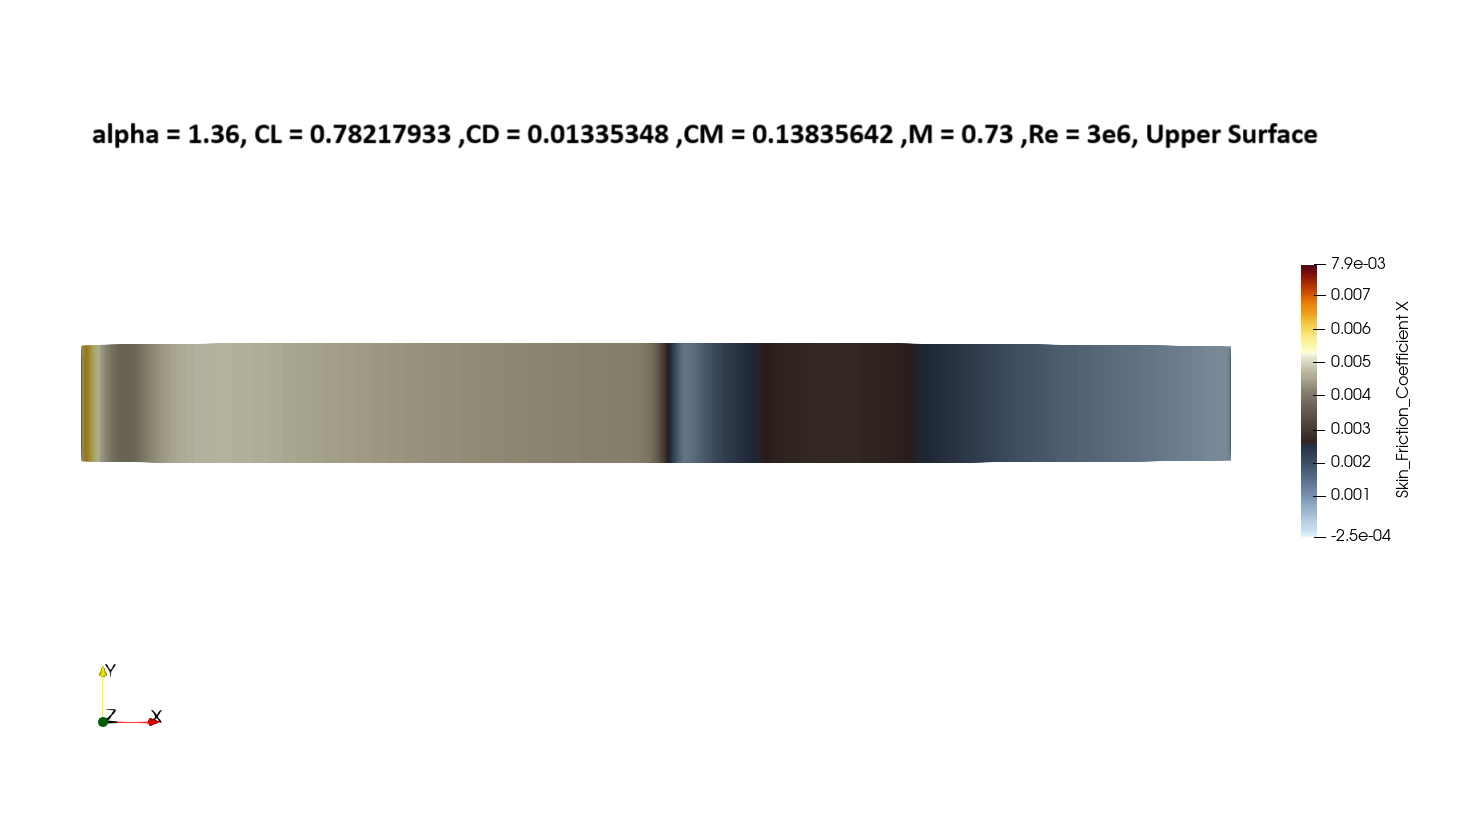 alpha = 1.36, CL = 0.78217933 ,CD = 0.01335348 ,CM = 0.13835642 ,M = 0.73 ,Re = 3e6, Upper Surface
7.9e-03
0.007
0.006
0.005
0.004
0.003
0.002
0.001
-2.5e-04
Skin_Friction_Coefficient X
Y
Z
X